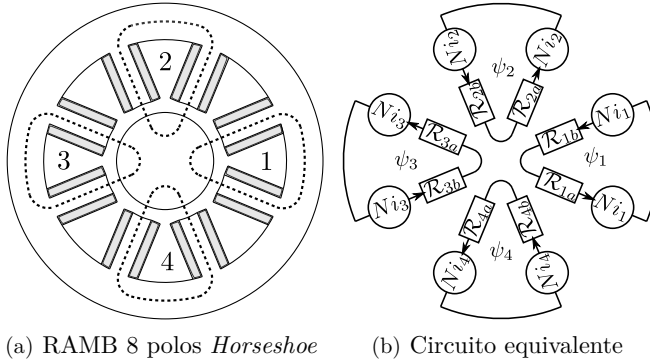 2
3
1
4
Ni₂
Ni₂
ψ₂
ℛ₂b
ℛ₂a
Ni₃
Ni₁
ℛ₃a
ℛ₁b
ψ₃
ψ₁
ℛ₃b
ℛ₁a
Ni₃
Ni₁
ℛ₄a
ℛ₄b
ψ₄
Ni₄
Ni₄
(a) RAMB 8 polos Horseshoe
(b) Circuito equivalente